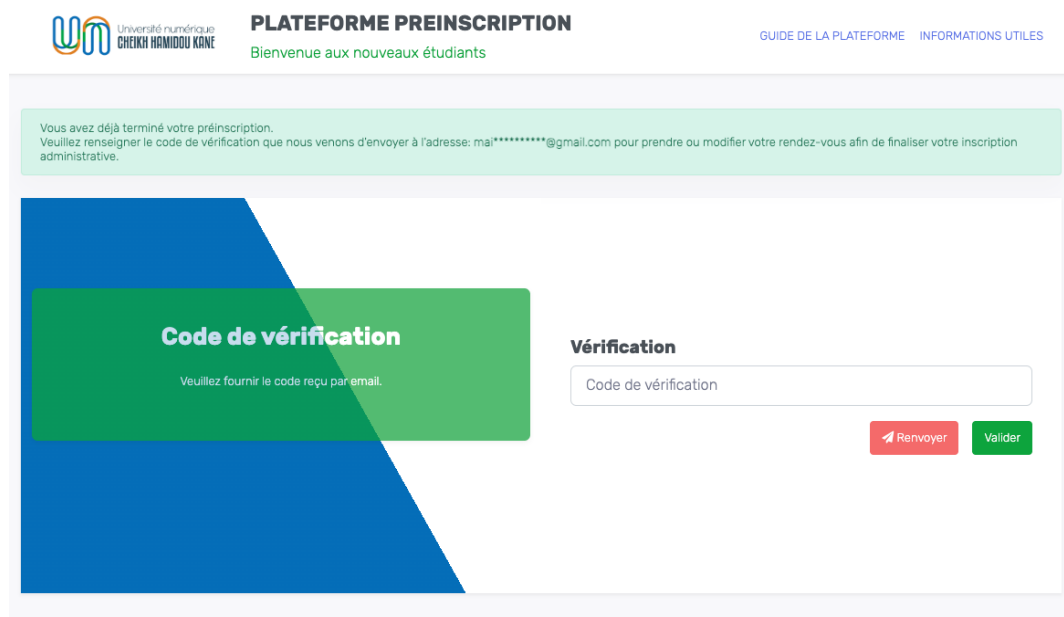 Université numérique
CHEIKH HAMIDOU KANE
PLATEFORME PREINSCRIPTION
Bienvenue aux nouveaux étudiants
GUIDE DE LA PLATEFORME INFORMATIONS UTILES
Vous avez déjà terminé votre préinscription.
Veuillez renseigner le code de vérification que nous venons d'envoyer à l'adresse: mai**********@gmail.com pour prendre ou modifier votre rendez-vous afin de finaliser votre inscription
administrative.
Code de vérification
Veuillez fournir le code reçu par email.
Vérification
Code de vérification
Renvoyer
Valider